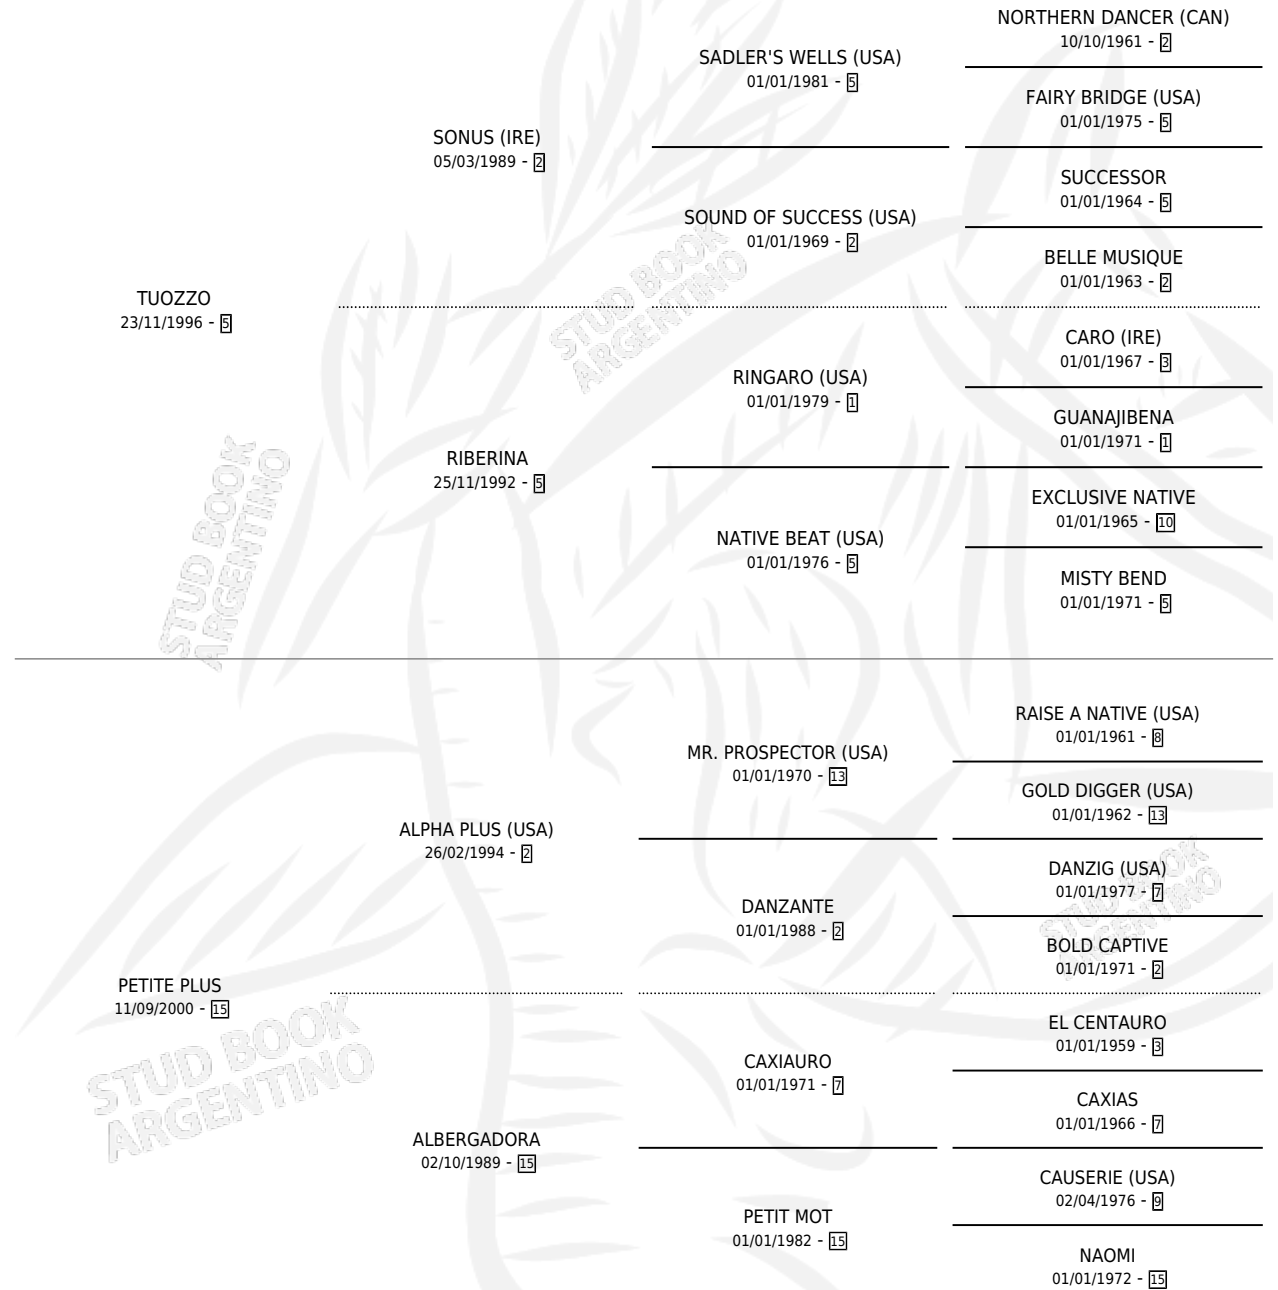 NORTHERN DANCER (CAN)
10/10/1961 - 2
SADLER'S WELLS (USA)
01/01/1981 - 5
FAIRY BRIDGE (USA)
01/01/1975 - 5
SONUS (IRE)
05/03/1989 - 2
SUCCESSOR
01/01/1964 - 5
SOUND OF SUCCESS (USA)
01/01/1969 - 2
BELLE MUSIQUE
01/01/1963 - 2
TUOZZO
23/11/1996 - 5
STUD BOOK
ARGENTINO
CARO (IRE)
01/01/1967 - 3
RINGARO (USA)
01/01/1979 - 1
GUANAJIBENA
01/01/1971 - 1
RIBERINA
25/11/1992 - 5
EXCLUSIVE NATIVE
01/01/1965 - 10
NATIVE BEAT (USA)
01/01/1976 - 5
MISTY BEND
01/01/1971 - 5
STUD BOOK
ARGENTINO
RAISE A NATIVE (USA)
01/01/1961 - 8
MR. PROSPECTOR (USA)
01/01/1970 - 13
GOLD DIGGER (USA)
01/01/1962 - 13
ALPHA PLUS (USA)
26/02/1994 - 2
DANZIG (USA)
01/01/1977 - 7
DANZANTE
01/01/1988 - 2
BOLD CAPTIVE
01/01/1971 - 2
STUD BOOK
ARGENTINO
PETITE PLUS
11/09/2000 - 15
EL CENTAURO
01/01/1959 - 3
CAXIAURO
01/01/1971 - 7
CAXIAS
01/01/1966 - 7
STUD BOOK
ARGENTINO
ALBERGADORA
02/10/1989 - 15
CAUSERIE (USA)
02/04/1976 - 9
PETIT MOT
01/01/1982 - 15
NAOMI
01/01/1972 - 15